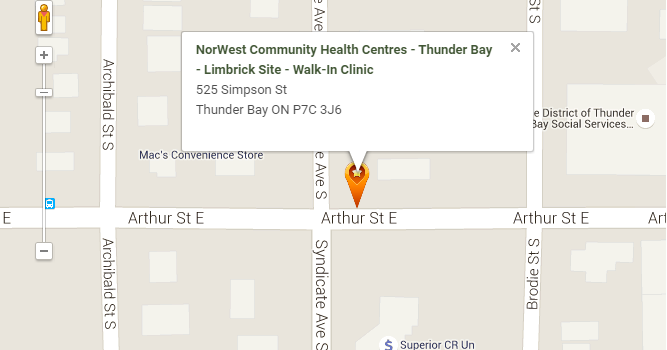 NorWest Community Health Centres - Thunder Bay
- Limbrick Site - Walk-In Clinic
525 Simpson St
Thunder Bay ON P7C 3J6
Archibald St S
e Ave S
St S
e District of Thunder
Bay Social Services...
Mac's Convenience Store
e Ave S
E
Arthur St E
Arthur St E
Arthur St E
Art
Archibald St S
Syndicate Ave S
Brodie St S
Superior CR Un